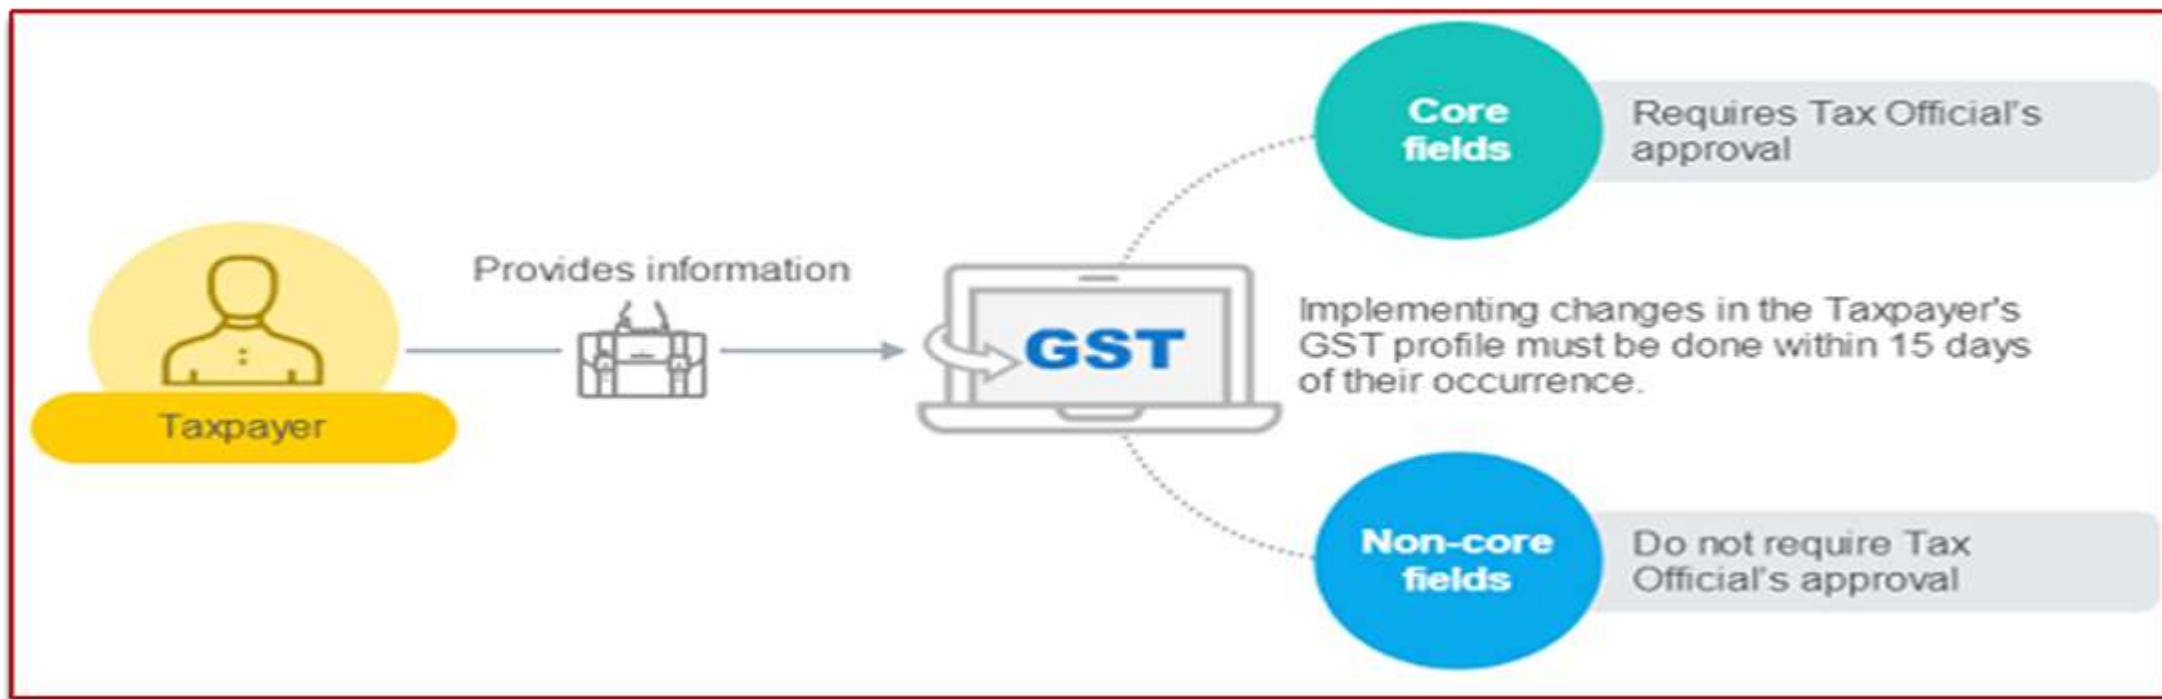 Taxpayer
Provides information
GST
Core
fields
Requires Tax Official's
approval
Implementing changes in the Taxpayer's
GST profile must be done within 15 days
of their occurrence.
Non-core
fields
Do not require Tax
Official's approval